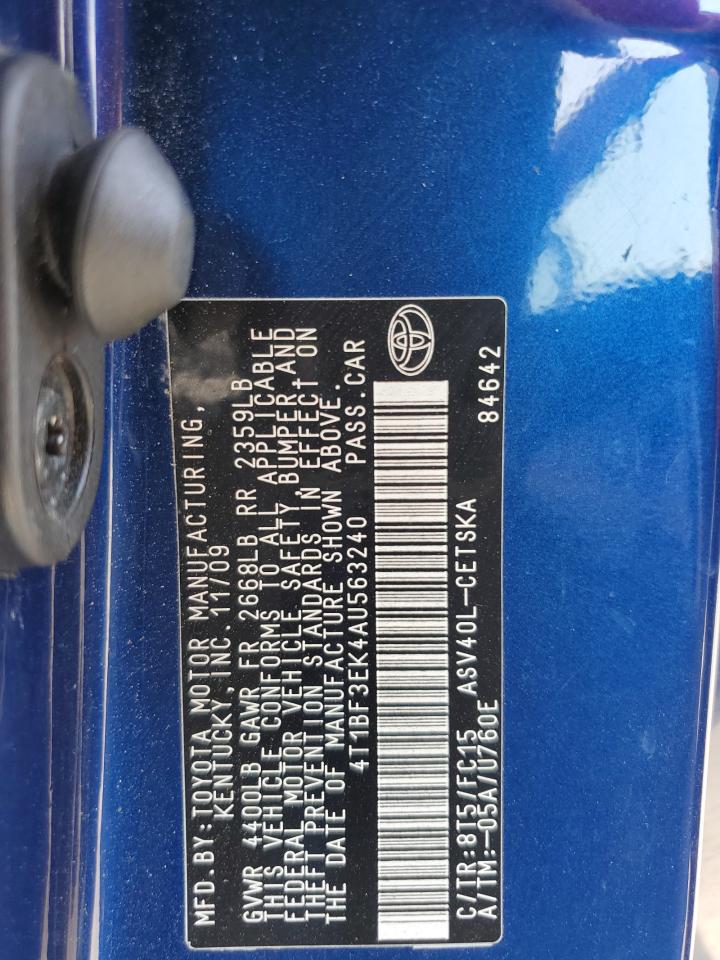 MFD.BY:TOYOTA MOTOR MANUFACTURING,
KENTUCKY, INC. 11/09
GVWR 4400LB GAWR FR 2668LB RR 2359LB
THIS VEHICLE CONFORMS TO ALL APPLICABLE
FEDERAL MOTOR VEHICLE SAFETY, BUMPER, AND
THEFT PREVENTION STANDARDS IN EFFECT ON
THE DATE OF MANUFACTURE SHOWN ABOVE.
4T1BF3EK4AU563240 PASS.CAR
C/TR:8T5/FC15 ASV40L-CETSKA 84642
A/TM:-05A/U760E